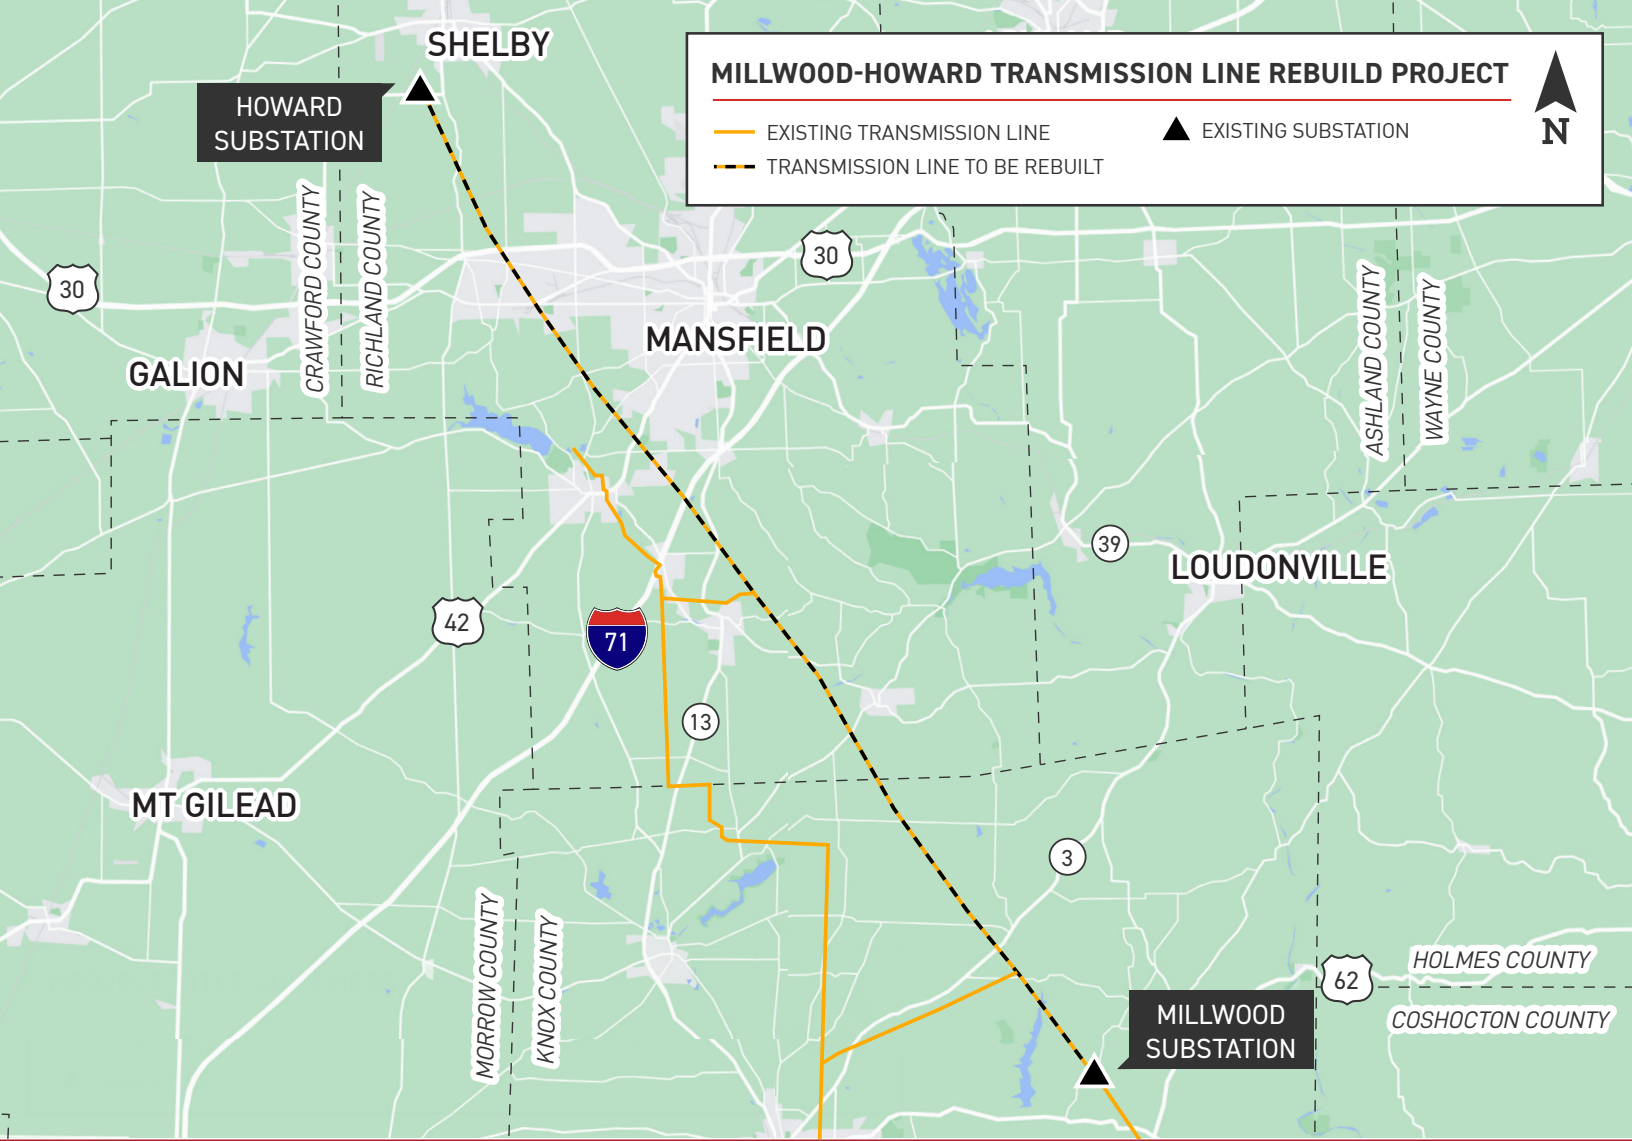 SHELBY
HOWARD
SUBSTATION
MILLWOOD-HOWARD TRANSMISSION LINE REBUILD PROJECT
EXISTING TRANSMISSION LINE
EXISTING SUBSTATION
TRANSMISSION LINE TO BE REBUILT
N
CRAWFORD COUNTY
RICHLAND COUNTY
30
30
ASHLAND COUNTY
WAYNE COUNTY
MANSFIELD
GALION
39
LOUDONVILLE
42
71
13
MT GILEAD
3
MORROW COUNTY
KNOX COUNTY
HOLMES COUNTY
62
COSHOCTON COUNTY
MILLWOOD
SUBSTATION